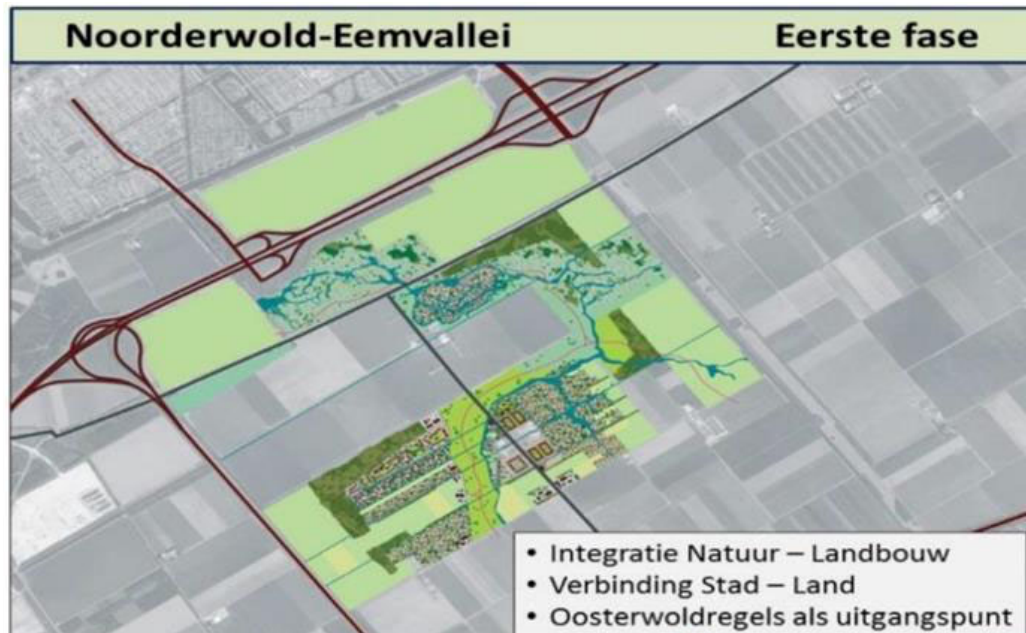 Noorderwold-Eemvallei Eerste fase
• Integratie Natuur – Landbouw
• Verbinding Stad – Land
• Oosterwoldregels als uitgangspunt